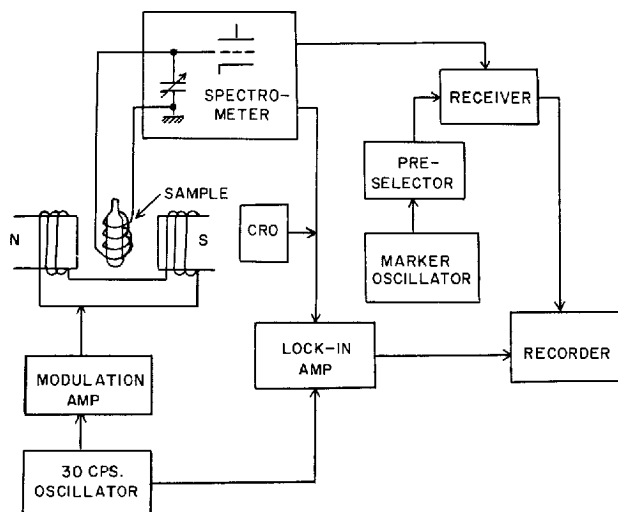 SPECTRO-
METER
RECEIVER
PRE-
SELECTOR
SAMPLE
N
S
CRO
MARKER
OSCILLATOR
LOCK-IN
AMP
RECORDER
MODULATION
AMP
30 CPS.
OSCILLATOR